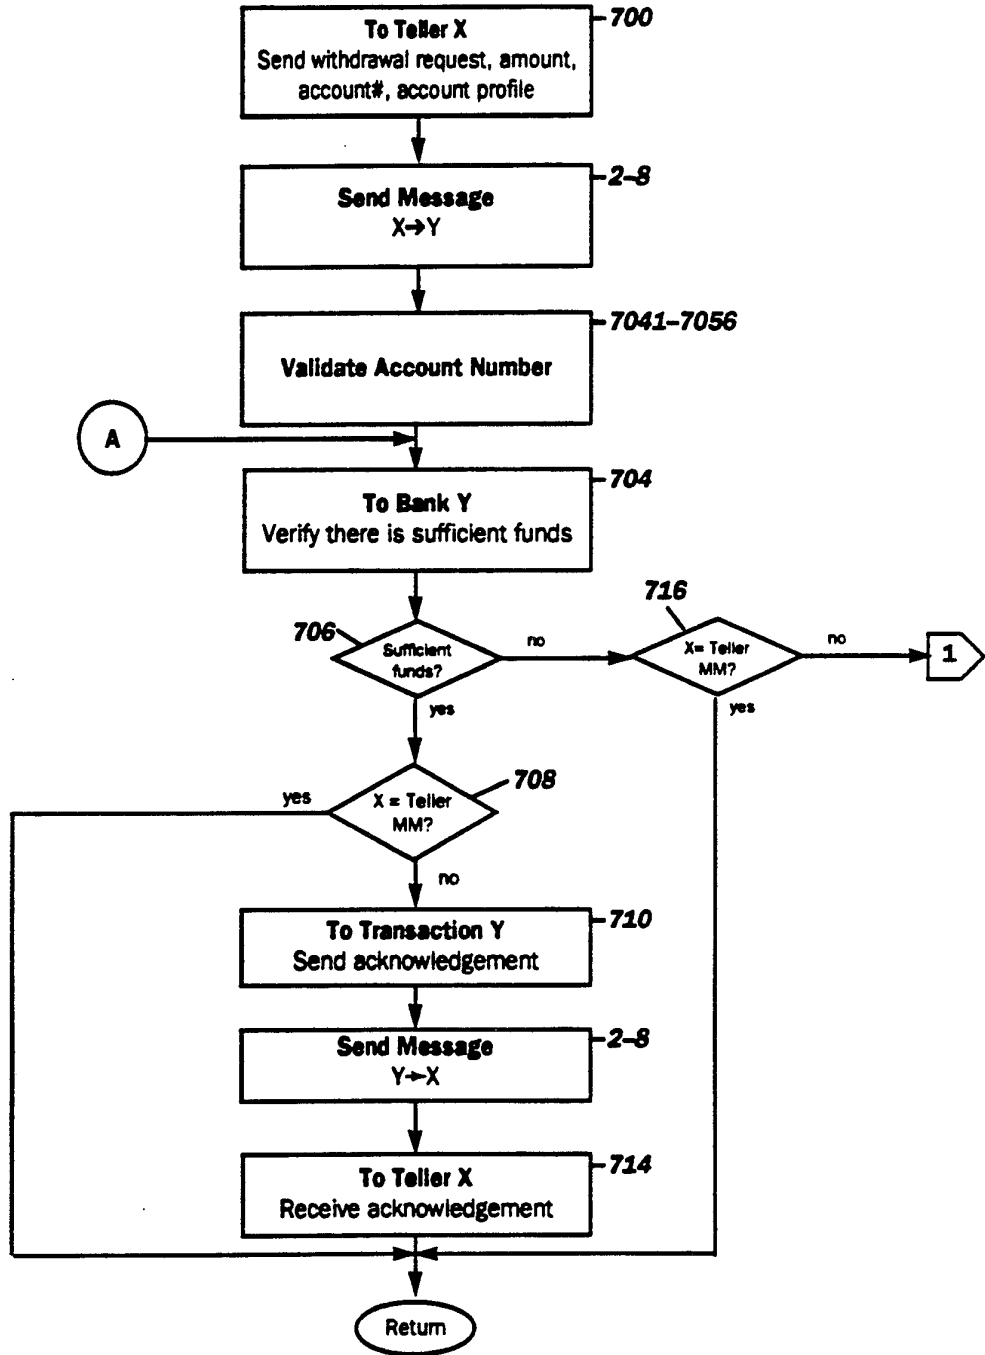 To Teller X
Send withdrawal request, amount,
account#, account profile
700
Send Message
X→Y
2-8
Validate Account Number
7041-7056
A
To Bank Y
Verify there is sufficient funds
704
706
Sufficient
funds?
no
yes
716
X= Teller
MM?
no
yes
1
708
X = Teller
MM?
yes
no
To Transaction Y
Send acknowledgement
710
Send Message
Y→X
2-8
To Teller X
Receive acknowledgement
714
Return